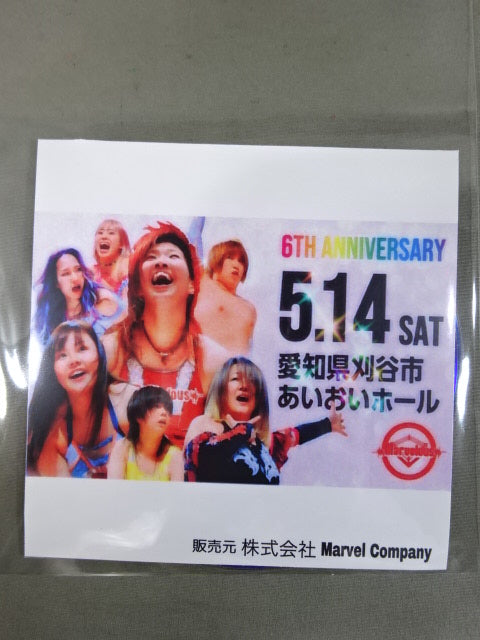 6TH ANNIVERSARY
5.14 SAT
愛知県刈谷市
あいおいホール
販売元 株式会社 Marvel Company